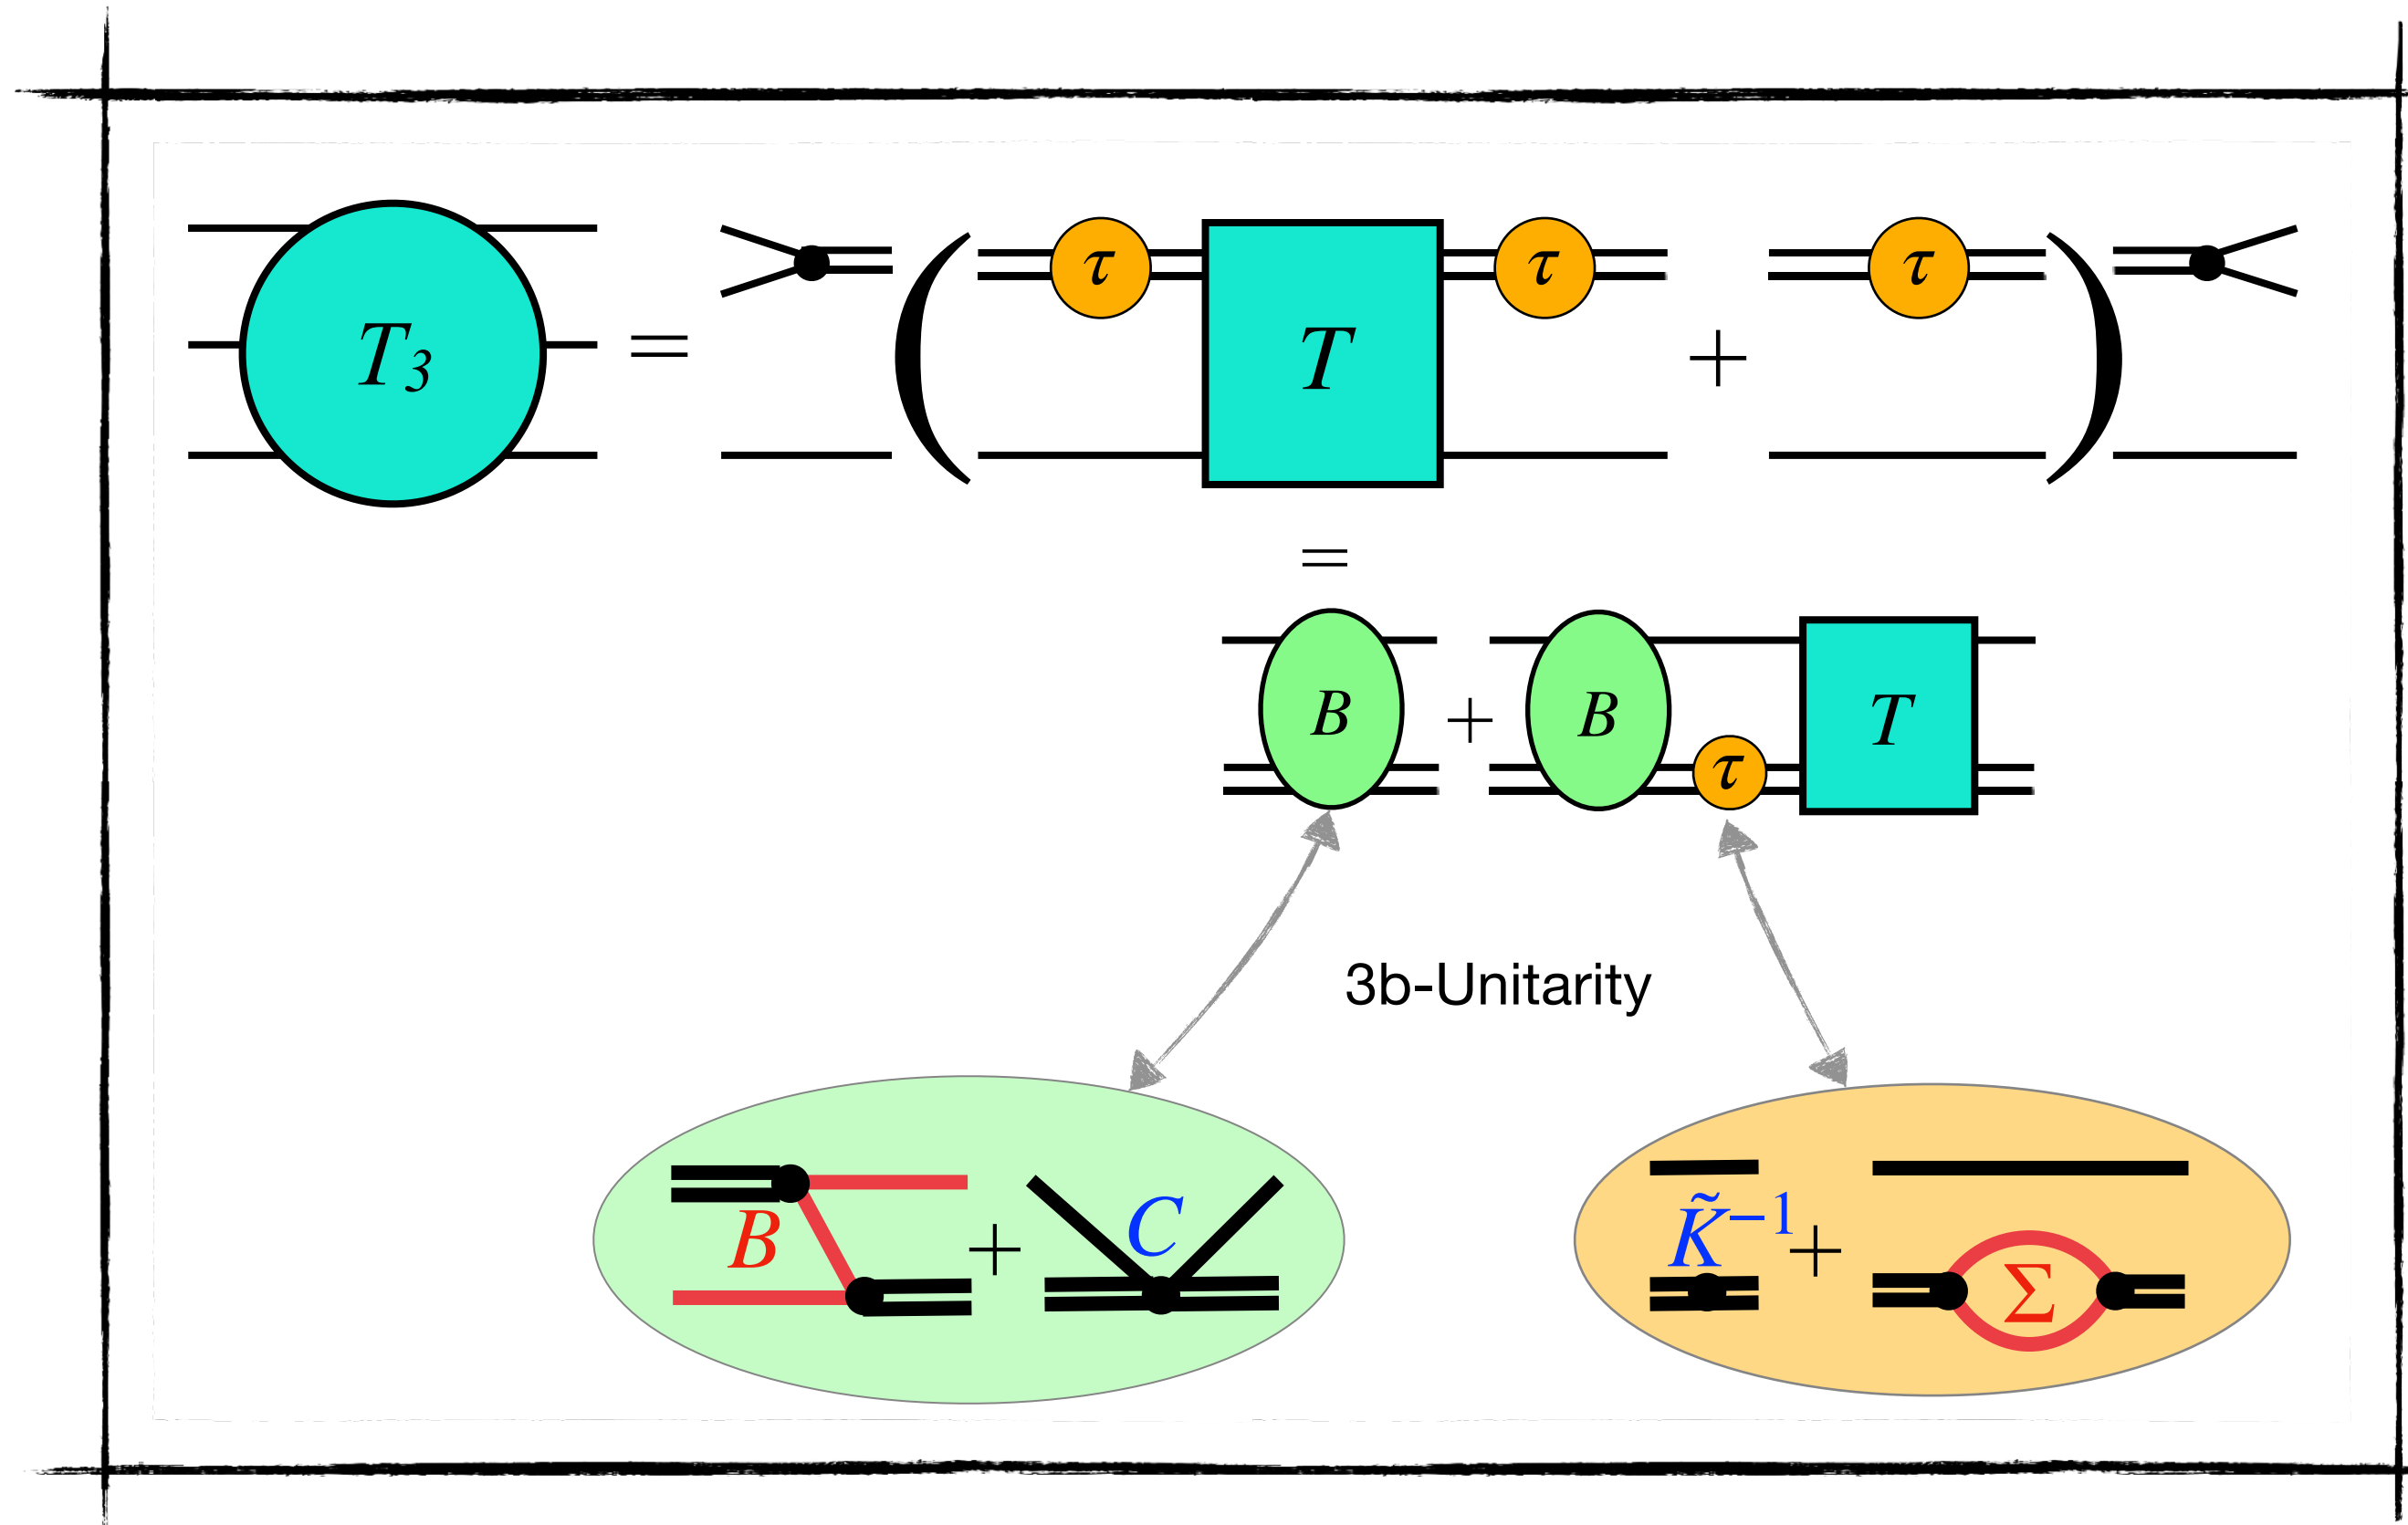 T₃ = ( τ T τ + τ )
=
B + B τ T
3b-Unitarity
B + C
K̃⁻¹ + Σ